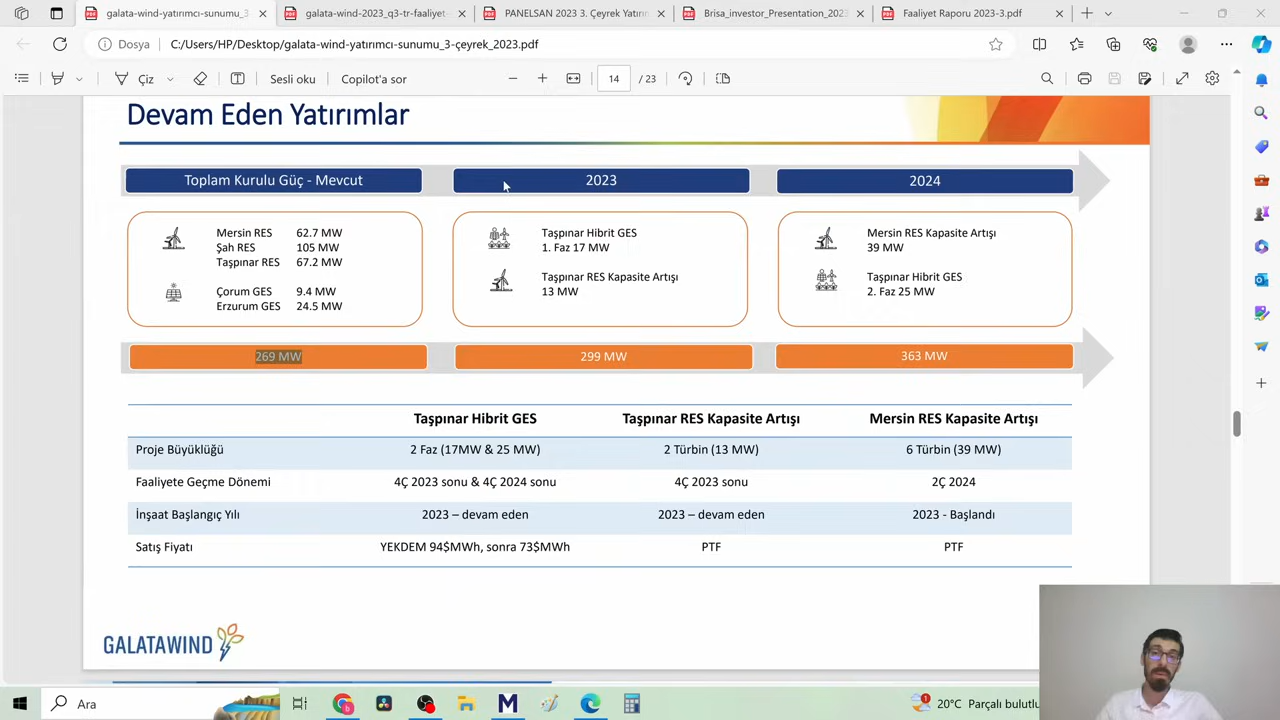 galata-wind-yatırımcı-sunumu_3
galata-wind-2023_q3-tr-faaliyet-
PANELSAN 2023 3. Çeyrek Yatırım
Brisa_investor_Presentation_2023
Faaliyet Raporu 2023-3.pdf
Dosya C:/Users/HP/Desktop/galata-wind-yatırımcı-sunumu_3-çeyrek_2023.pdf
Çiz Sesli oku Copilot'a sor 14 / 23
Devam Eden Yatırımlar
Toplam Kurulu Güç - Mevcut 2023 2024
Mersin RES 62.7 MW
Şah RES 105 MW
Taşpınar RES 67.2 MW
Çorum GES 9.4 MW
Erzurum GES 24.5 MW
Taşpınar Hibrit GES
1. Faz 17 MW
Taşpınar RES Kapasite Artışı
13 MW
Mersin RES Kapasite Artışı
39 MW
Taşpınar Hibrit GES
2. Faz 25 MW
269 MW 299 MW 363 MW
Taşpınar Hibrit GES Taşpınar RES Kapasite Artışı Mersin RES Kapasite Artışı
Proje Büyüklüğü 2 Faz (17MW & 25 MW) 2 Türbin (13 MW) 6 Türbin (39 MW)
Faaliyete Geçme Dönemi 4Ç 2023 sonu & 4Ç 2024 sonu 4Ç 2023 sonu 2Ç 2024
İnşaat Başlangıç Yılı 2023 – devam eden 2023 – devam eden 2023 - Başlandı
Satış Fiyatı YEKDEM 94$MWh, sonra 73$MWh PTF PTF
GALATAWIND
Ara
1 20°C Parçalı bulutlu